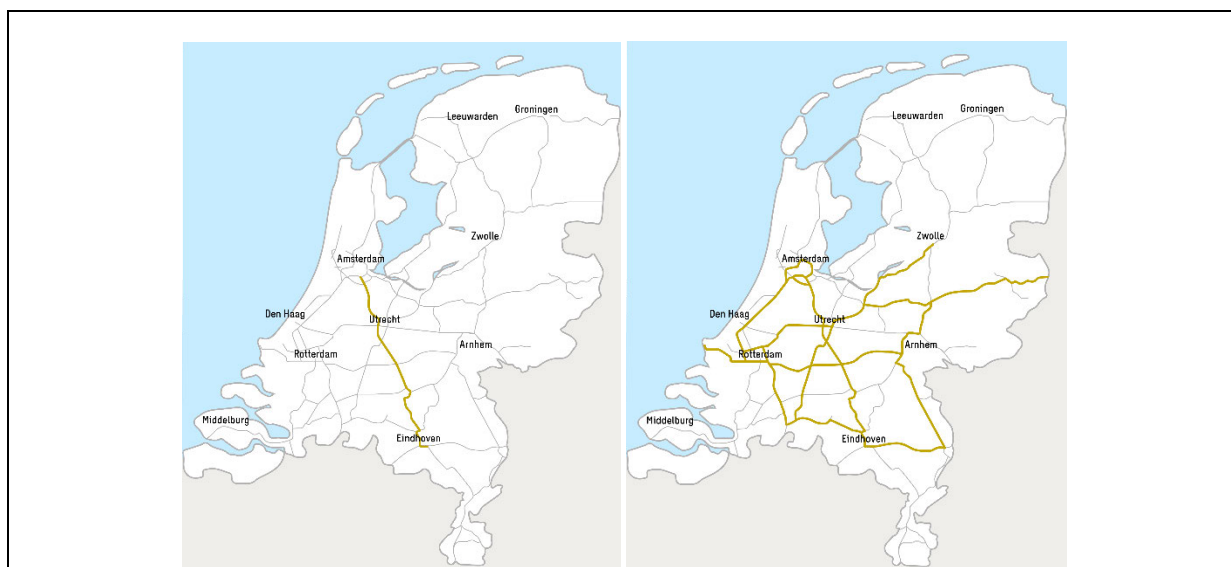 Groningen
Leeuwarden
Zwolle
Amsterdam
Den Haag
Utrecht
Arnhem
Rotterdam
Middelburg
Eindhoven
Groningen
Leeuwarden
Zwolle
Amsterdam
Den Haag
Utrecht
Arnhem
Rotterdam
Middelburg
Eindhoven